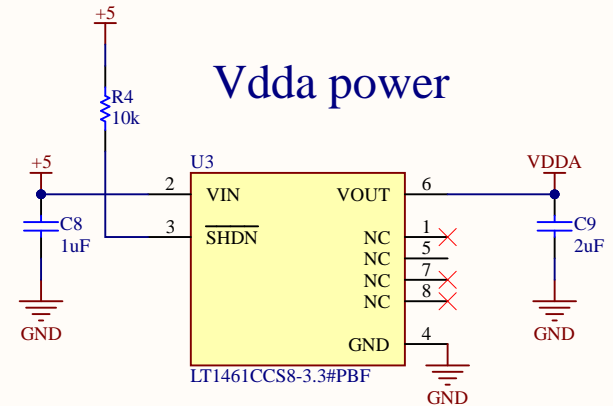 +5
Vdda power
R4
10k
U3
+5
VDDA
2
VIN
VOUT
6
C8
1uF
3
SHDN
NC
1
C9
2uF
NC
5
NC
7
NC
8
GND
4
GND
GND
LT1461CCS8-3.3#PBF
GND